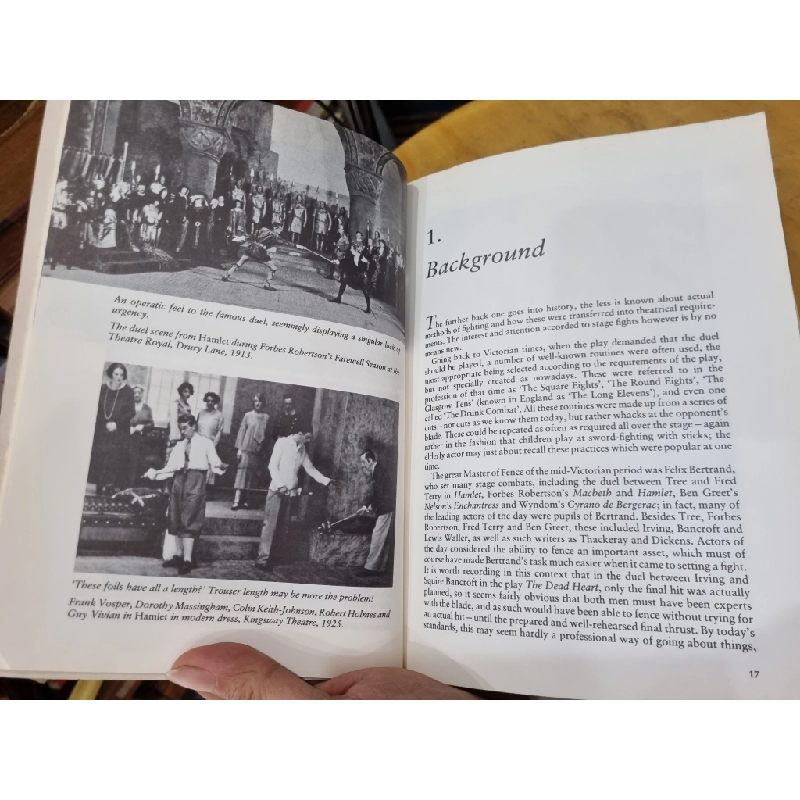 An operatic feel to the famous duel, seemingly displaying a singular lack of
urgency.
The duel scene from Hamlet during Forbes Robertson's Farewell Season at the
Theatre Royal, Drury Lane, 1913.
'These foils have all a length?' Trouser length may be more the problem!
Frank Vosper, Dorothy Massingham, Colin Keith-Johnson, Robert Holmes and
Guy Vivian in Hamlet in modern dress, Kingsway Theatre, 1925.
1.
Background
The further back one goes into history, the less is known about actual
methods of fighting and how these were transferred into theatrical require-
ments. The interest and attention accorded to stage fights however is by no
means new.
Going back to Victorian times, when the play demanded that the duel
should be played, a number of well-known routines were often used, the
most appropriate being selected according to the requirements of the play,
but not specially created as nowadays. These were referred to in the
profession of that time as 'The Square Fights', 'The Round Fights', 'The
Glasgow Tens' (known in England as 'The Long Elevens'), and even one
called 'The Drunk Combat'. All these routines were made up from a series of
cuts - not cuts as we know them today, but rather whacks at the opponent's
blade. These could be repeated as often as required all over the stage – again
rather in the fashion that children play at sword-fighting with sticks; the
elderly actor may just about recall these practices which were popular at one
time.
The great Master of Fence of the mid-Victorian period was Felix Bertrand,
who set many stage combats, including the duel between Tree and Fred
Terry in Hamlet, Forbes Robertson's Macbeth and Hamlet, Ben Greet's
Nelson's Enchantress and Wyndom's Cyrano de Bergerac; in fact, many of
the leading actors of the day were pupils of Bertrand. Besides Tree, Forbes
Robertson, Fred Terry and Ben Greet, these included Irving, Bancroft and
Lewis Waller, as well as such writers as Thackeray and Dickens. Actors of
the day considered the ability to fence an important asset, which must of
course have made Bertrand's task much easier when it came to setting a fight.
It is worth recording in this context that in the duel between Irving and
Squire Bancroft in the play The Dead Heart, only the final hit was actually
planned, so it seems fairly obvious that both men must have been experts
with the blade, and as such would have been able to fence without trying for
an actual hit – until the prepared and well-rehearsed final thrust. By today's
standards, this may seem hardly a professional way of going about things,
17